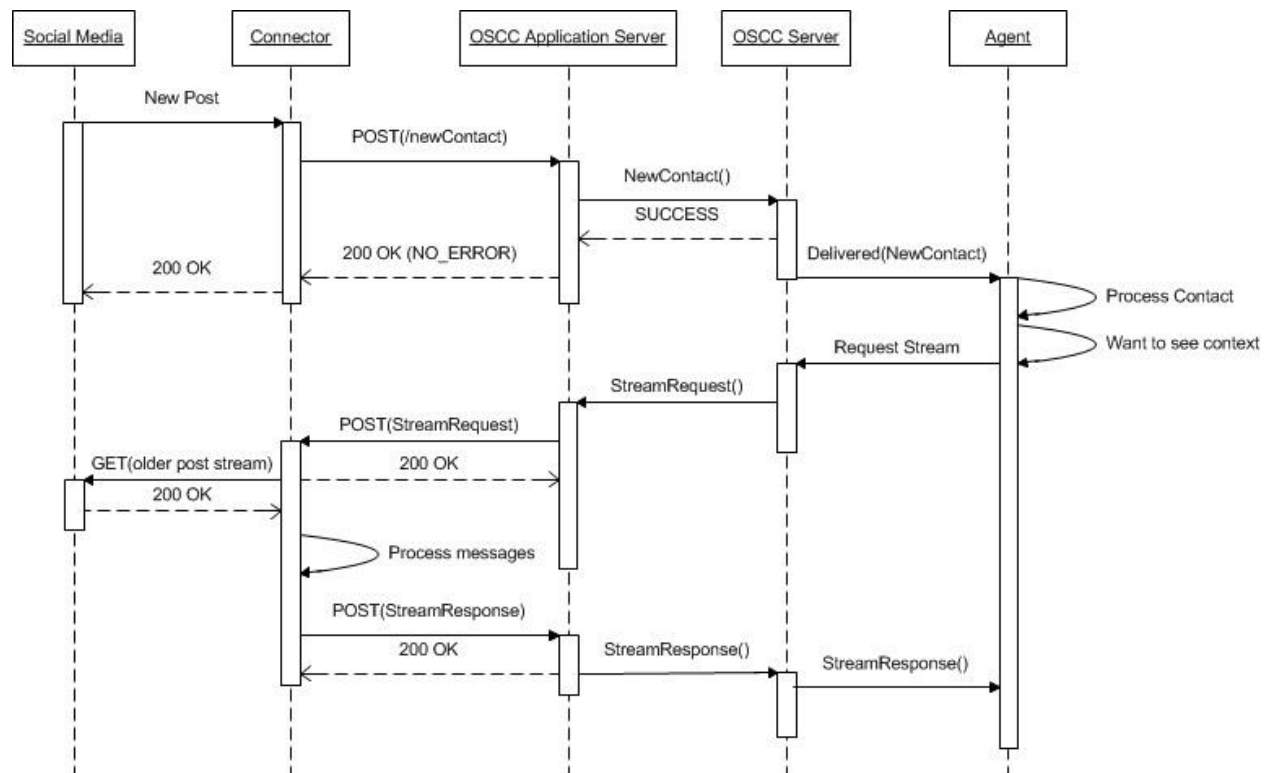 Social Media
Connector
OSCC Application Server
OSCC Server
Agent
New Post
POST(/newContact)
NewContact()
SUCCESS
200 OK (NO_ERROR)
Delivered(NewContact)
200 OK
Process Contact
Want to see context
Request Stream
StreamRequest()
POST(StreamRequest)
GET(older post stream)
200 OK
200 OK
Process messages
POST(StreamResponse)
200 OK
StreamResponse()
StreamResponse()